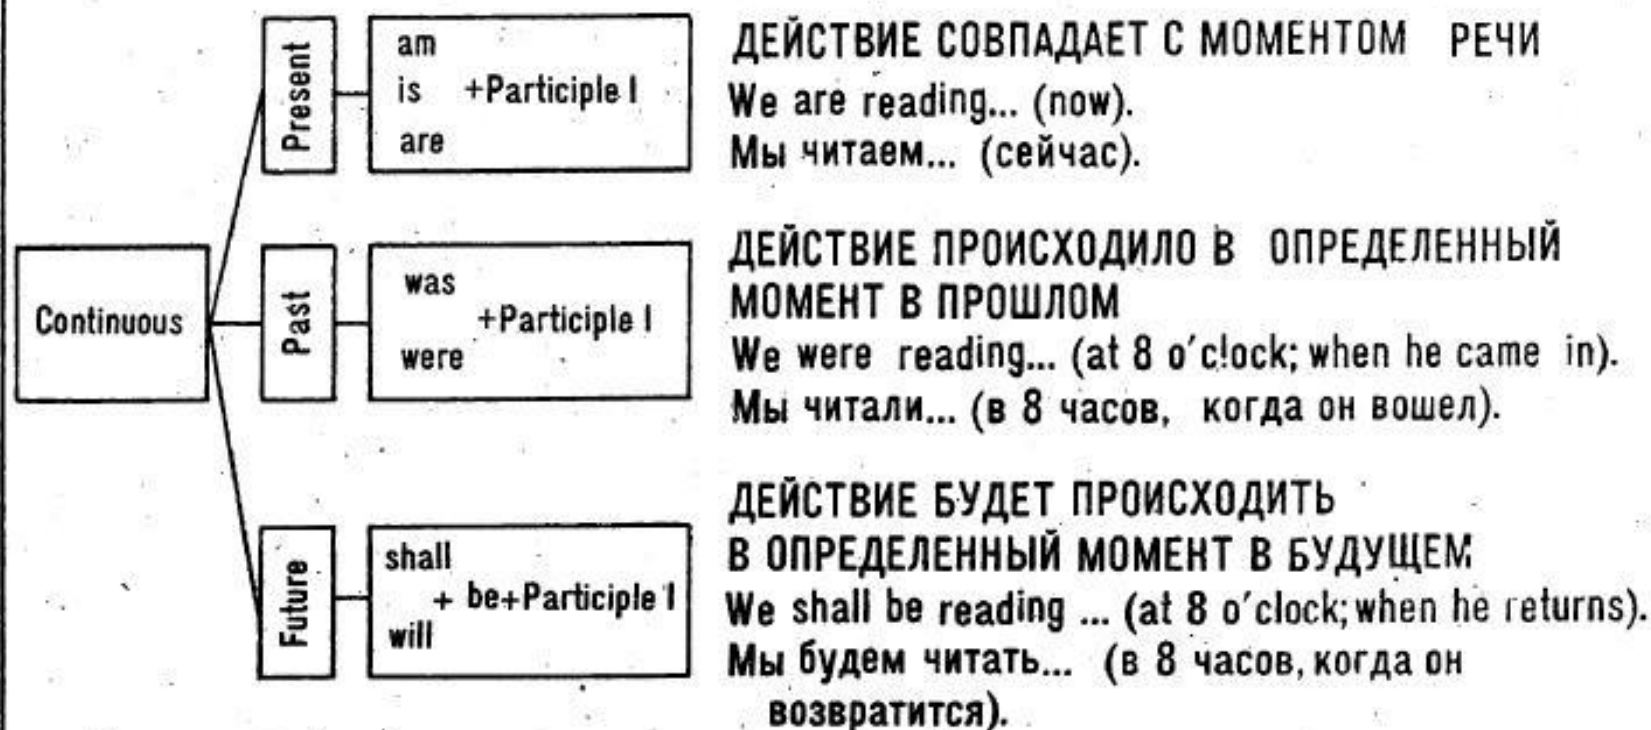 Continuous
Present
am
is +Participle I
are
ДЕЙСТВИЕ СОВПАДАЕТ С МОМЕНТОМ РЕЧИ
We are reading... (now).
Мы читаем... (сейчас).
Past
was
+Participle I
were
ДЕЙСТВИЕ ПРОИСХОДИЛО В ОПРЕДЕЛЕННЫЙ
МОМЕНТ В ПРОШЛОМ
We were reading... (at 8 o'clock; when he came in).
Мы читали... (в 8 часов, когда он вошел).
Future
shall
+ be+Participle I
will
ДЕЙСТВИЕ БУДЕТ ПРОИСХОДИТЬ
В ОПРЕДЕЛЕННЫЙ МОМЕНТ В БУДУЩЕМ
We shall be reading ... (at 8 o'clock; when he returns).
Мы будем читать... (в 8 часов, когда он
возвратится).